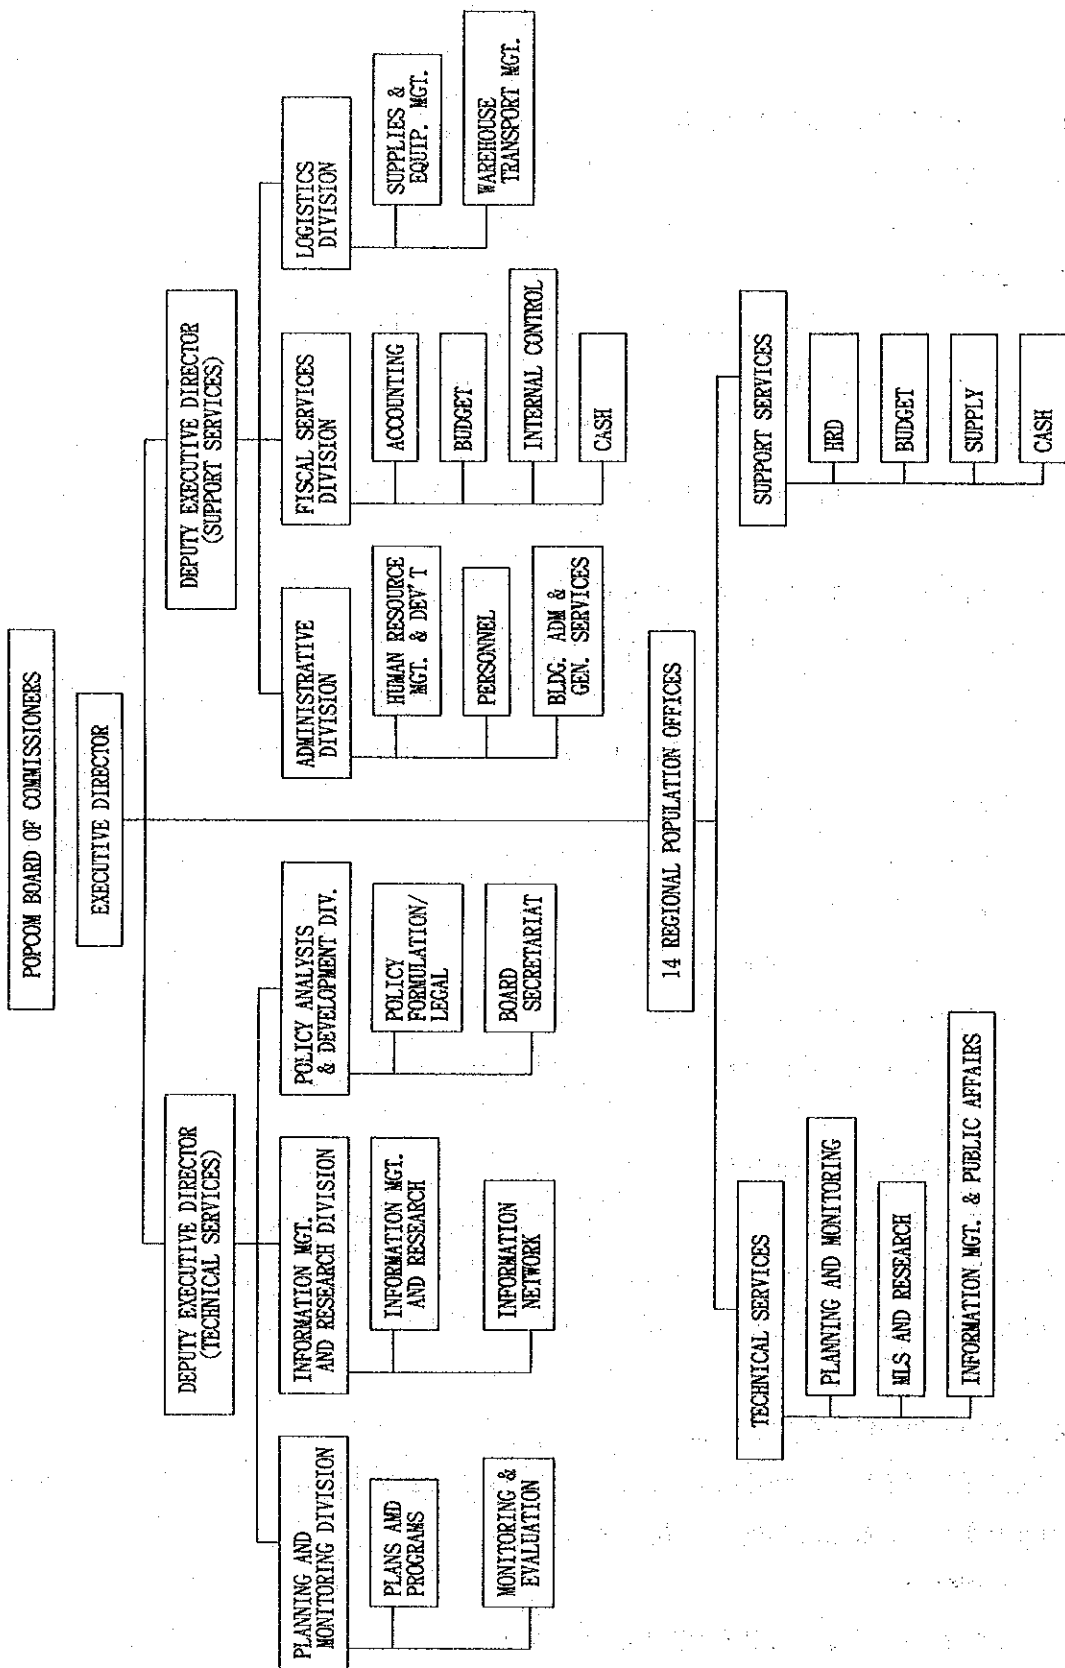 POPCOM BOARD OF COMMISSIONERS
EXECUTIVE DIRECTOR
DEPUTY EXECUTIVE DIRECTOR
(TECHNICAL SERVICES)
DEPUTY EXECUTIVE DIRECTOR
(SUPPORT SERVICES)
PLANNING AND
MONITORING DIVISION
PLANS AMD
PROGRAMS
MONITORING &
EVALUATION
INFORMATION MGT.
AND RESEARCH DIVISION
INFORMATION MGT.
AND RESEARCH
INFORMATION
NETWORK
POLICY ANALYSIS
& DEVELOPMENT DIV.
POLICY
FORMULATION/
LEGAL
BOARD
SECRETARIAT
ADMINISTRATIVE
DIVISION
HUMAN RESOURCE
MGT. & DEV'T
PERSONNEL
BLDG. ADM &
GEN. SERVICES
FISCAL SERVICES
DIVISION
ACCOUNTING
BUDGET
INTERNAL CONTROL
CASH
LOGISTICS
DIVISION
SUPPLIES &
EQUIP. MGT.
WAREHOUSE
TRANSPORT MGT.
14 REGIONAL POPULATION OFFICES
TECHNICAL SERVICES
PLANNING AND MONITORING
MLS AND RESEARCH
INFORMATION MGT. & PUBLIC AFFAIRS
SUPPORT SERVICES
HRD
BUDGET
SUPPLY
CASH